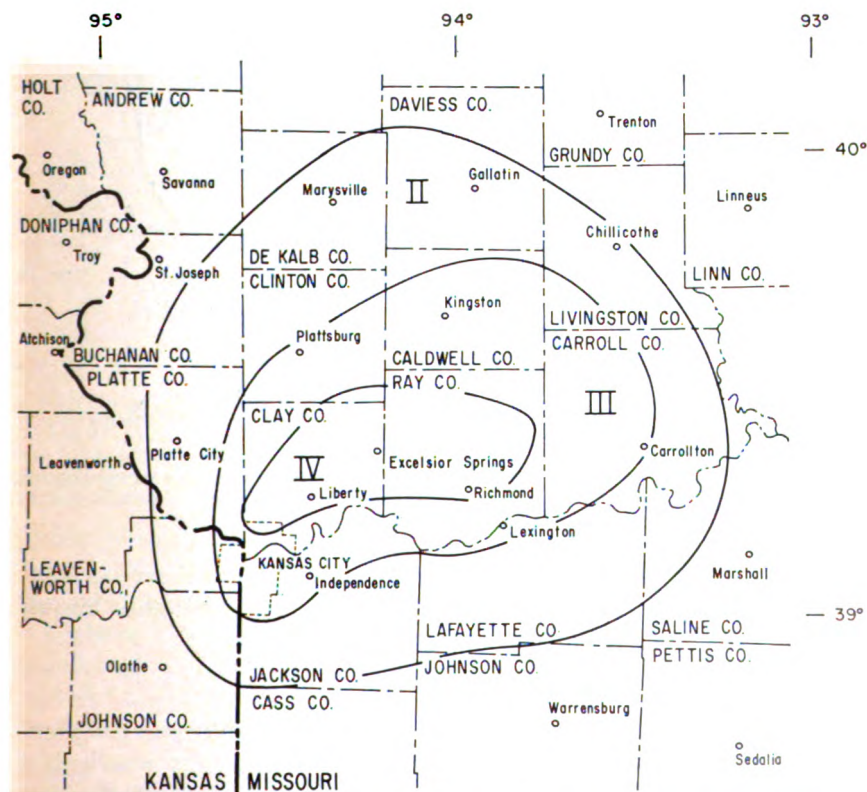 95°
94°
93°
HOLT CO.
ANDREW CO.
DAVIESS CO.
Trenton
40°
GRUNDY CO.
Oregon
Savanna
Marysville
Gallatin
II
Linneus
DONIPHAN CO.
Troy
St. Joseph
Chillicothe
DE KALB CO.
CLINTON CO.
LINN CO.
Kingston
Plattsburg
LIVINGSTON CO.
CARROLL CO.
Atchison
BUCHANAN CO.
PLATTE CO.
CALDWELL CO.
RAY CO.
III
CLAY CO.
Platte City
Leavenworth
Excelsior Springs
Carrollton
IV
Liberty
Richmond
Lexington
KANSAS CITY
Independence
LEAVEN-
WORTH CO.
Marshall
39°
LAFAYETTE CO.
JOHNSON CO.
SALINE CO.
PETTIS CO.
Olathe
JACKSON CO.
CASS CO.
Warrensburg
JOHNSON CO.
Sedalia
KANSAS
MISSOURI